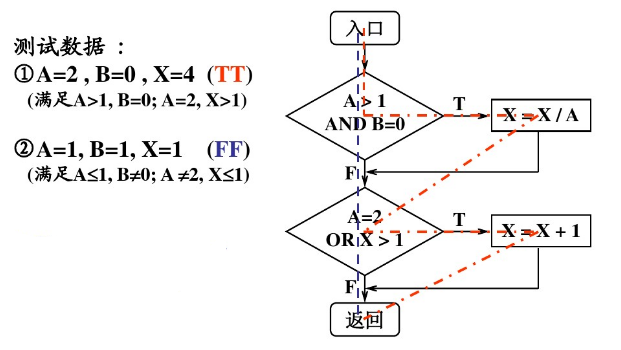 测试数据：
①A=2 , B=0 , X=4 (TT)
(满足A>1, B=0; A=2, X>1)
②A=1, B=1, X=1 (FF)
(满足A≤1, B≠0; A ≠2, X≤1)
入口
A > 1
AND B=0
T
X = X / A
F
A=2
OR X > 1
T
X = X + 1
F
返回